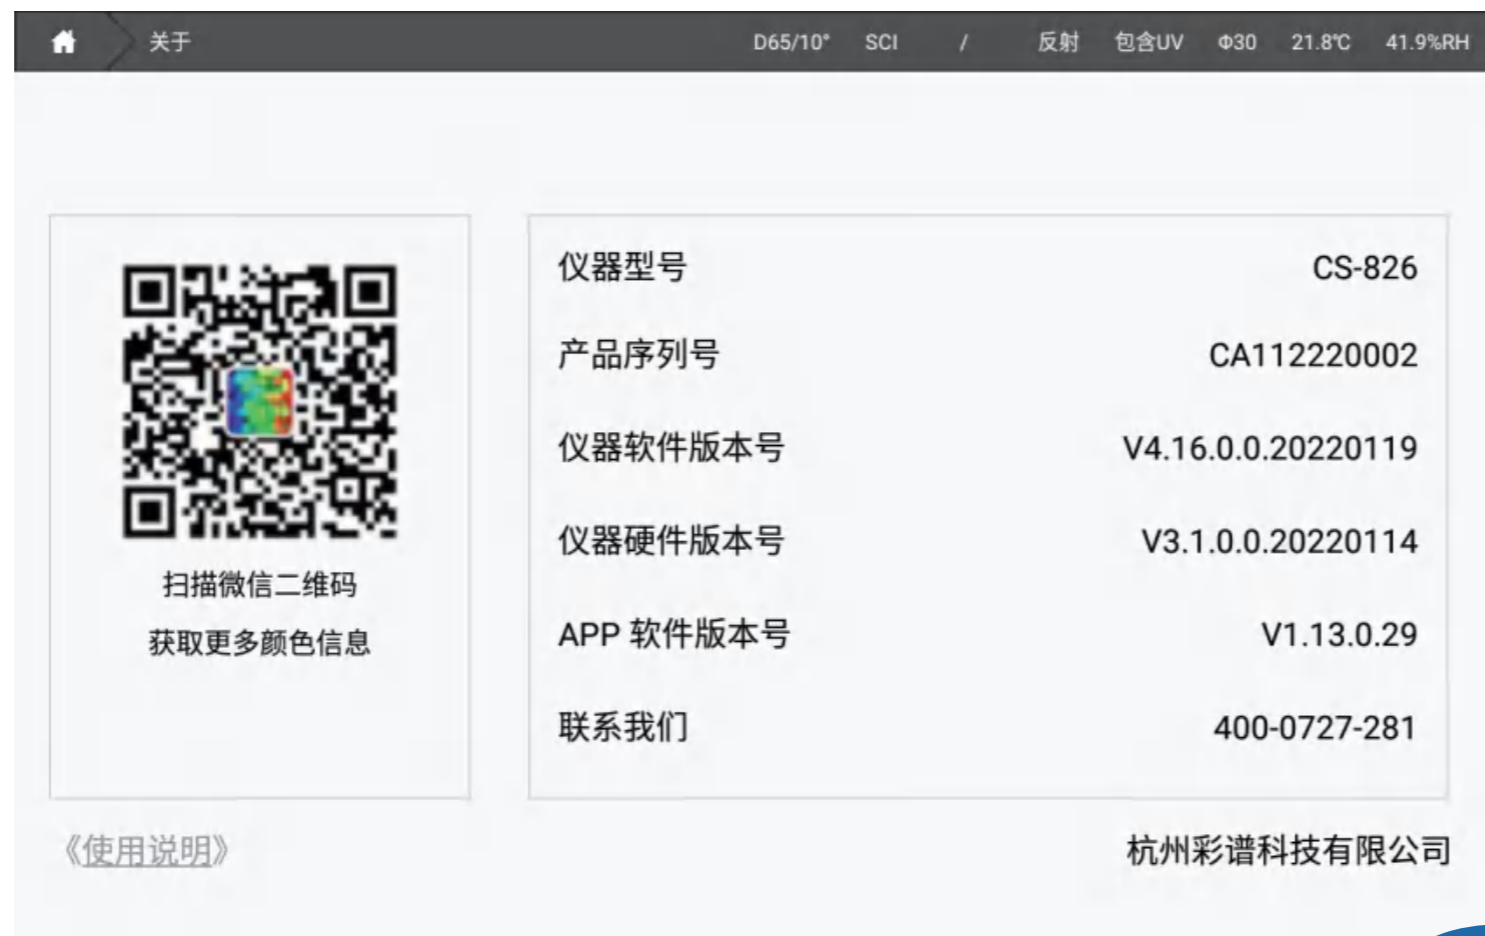 关于 D65/10° SCI / 反射 包含UV Φ30 21.8℃ 41.9%RH
扫描微信二维码
获取更多颜色信息
仪器型号 CS-826
产品序列号 CA112220002
仪器软件版本号 V4.16.0.0.20220119
仪器硬件版本号 V3.1.0.0.20220114
APP 软件版本号 V1.13.0.29
联系我们 400-0727-281
《使用说明》 杭州彩谱科技有限公司